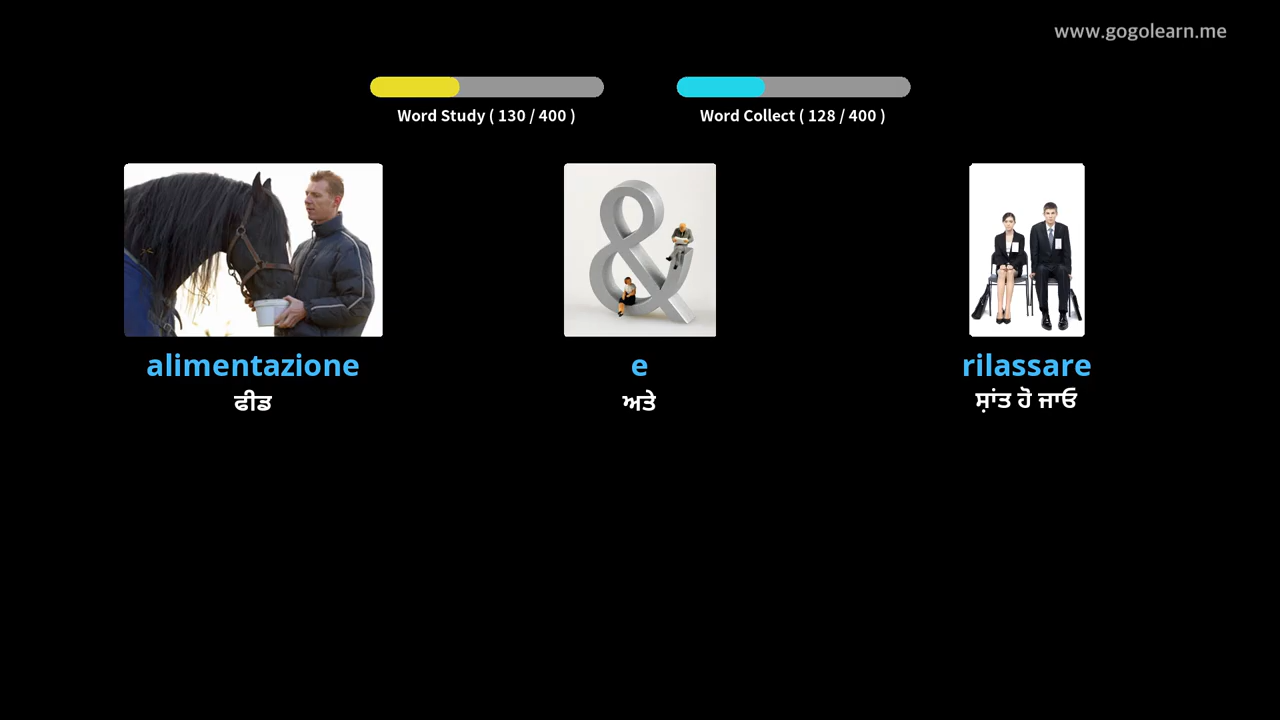 www.gogolearn.me
Word Study ( 130 / 400 )
Word Collect ( 128 / 400 )
alimentazione
e
rilassare
ਫੀਡ
ਅਤੇ
ਸ਼ਾਂਤ ਹੋ ਜਾਓ